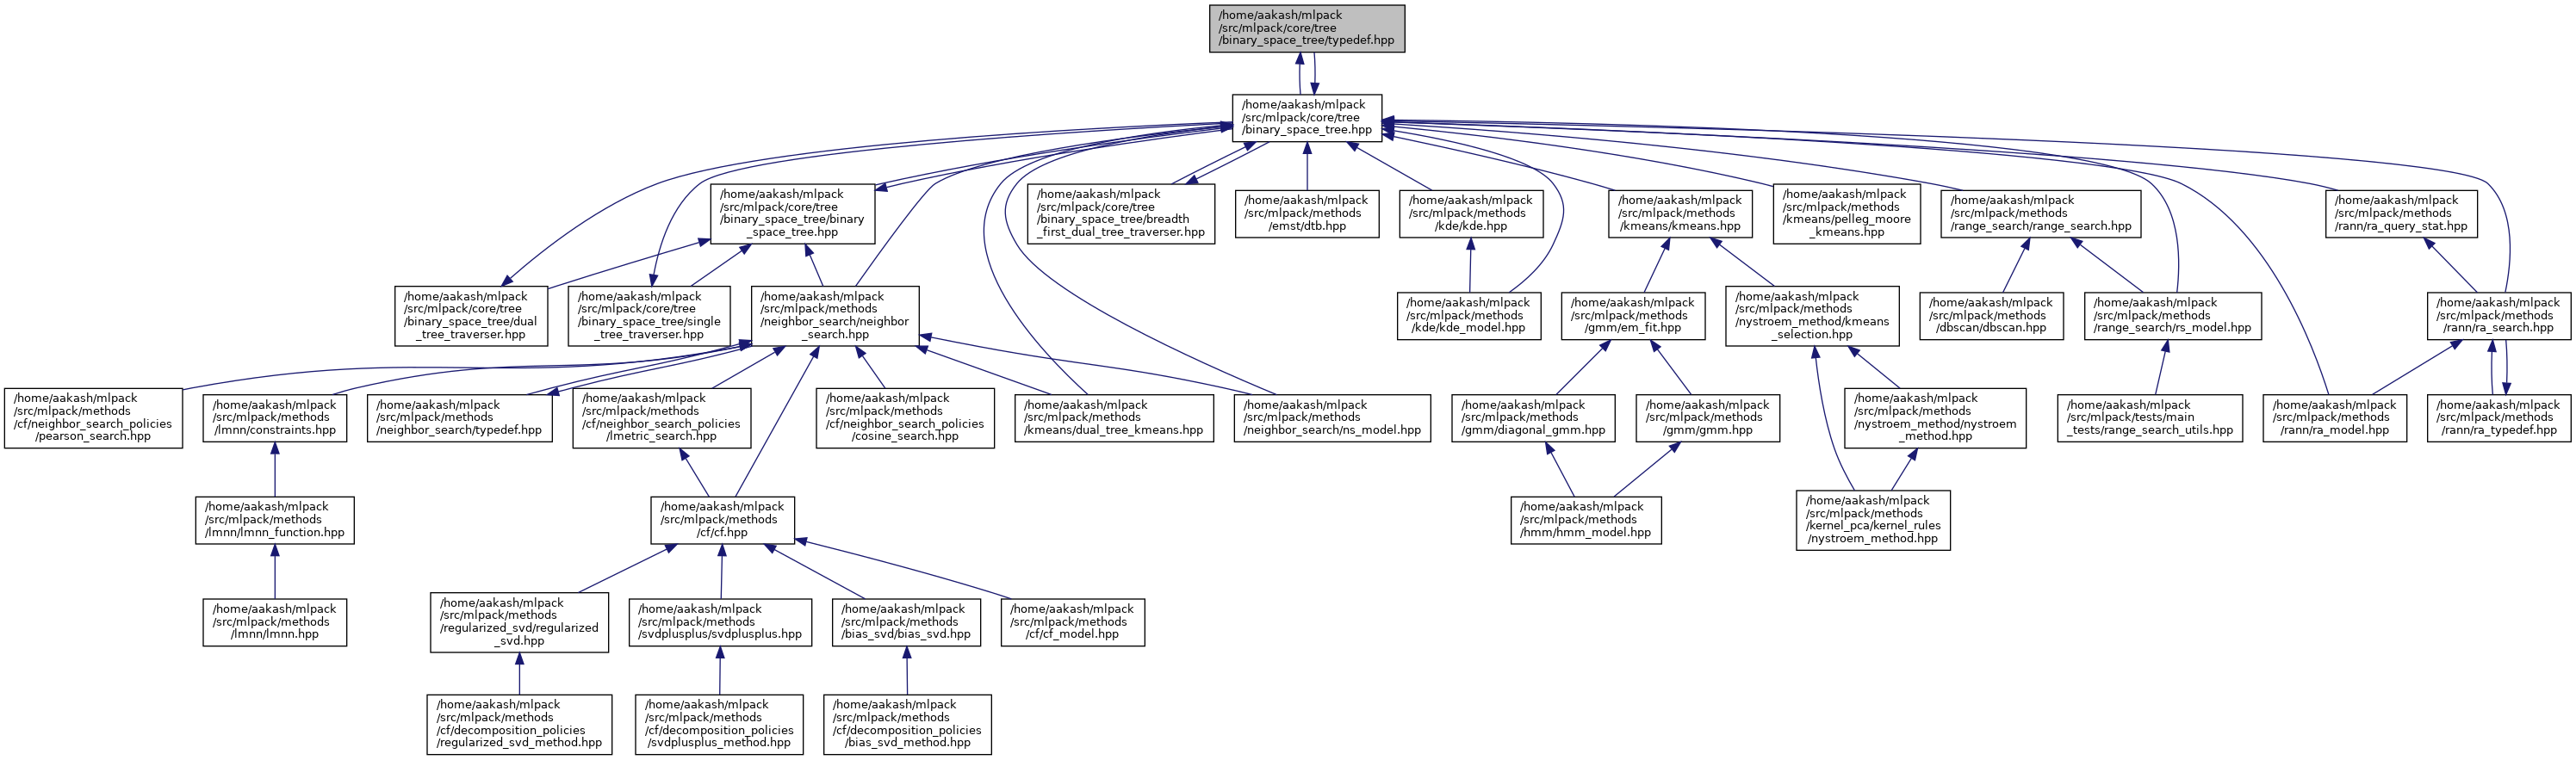 /home/aakash/mlpack
/src/mlpack/core/tree
/binary_space_tree/typedef.hpp
/home/aakash/mlpack
/src/mlpack/core/tree
/binary_space_tree.hpp
/home/aakash/mlpack
/src/mlpack/core/tree
/binary_space_tree/binary
_space_tree.hpp
/home/aakash/mlpack
/src/mlpack/core/tree
/binary_space_tree/breadth
_first_dual_tree_traverser.hpp
/home/aakash/mlpack
/src/mlpack/methods
/emst/dtb.hpp
/home/aakash/mlpack
/src/mlpack/methods
/kde/kde.hpp
/home/aakash/mlpack
/src/mlpack/methods
/kmeans/kmeans.hpp
/home/aakash/mlpack
/src/mlpack/methods
/kmeans/pelleg_moore
_kmeans.hpp
/home/aakash/mlpack
/src/mlpack/methods
/range_search/range_search.hpp
/home/aakash/mlpack
/src/mlpack/methods
/rann/ra_query_stat.hpp
/home/aakash/mlpack
/src/mlpack/core/tree
/binary_space_tree/dual
_tree_traverser.hpp
/home/aakash/mlpack
/src/mlpack/core/tree
/binary_space_tree/single
_tree_traverser.hpp
/home/aakash/mlpack
/src/mlpack/methods
/neighbor_search/neighbor
_search.hpp
/home/aakash/mlpack
/src/mlpack/methods
/kde/kde_model.hpp
/home/aakash/mlpack
/src/mlpack/methods
/gmm/em_fit.hpp
/home/aakash/mlpack
/src/mlpack/methods
/nystroem_method/kmeans
_selection.hpp
/home/aakash/mlpack
/src/mlpack/methods
/dbscan/dbscan.hpp
/home/aakash/mlpack
/src/mlpack/methods
/range_search/rs_model.hpp
/home/aakash/mlpack
/src/mlpack/methods
/rann/ra_search.hpp
/home/aakash/mlpack
/src/mlpack/methods
/cf/neighbor_search_policies
/pearson_search.hpp
/home/aakash/mlpack
/src/mlpack/methods
/lmnn/constraints.hpp
/home/aakash/mlpack
/src/mlpack/methods
/neighbor_search/typedef.hpp
/home/aakash/mlpack
/src/mlpack/methods
/cf/neighbor_search_policies
/lmetric_search.hpp
/home/aakash/mlpack
/src/mlpack/methods
/cf/neighbor_search_policies
/cosine_search.hpp
/home/aakash/mlpack
/src/mlpack/methods
/kmeans/dual_tree_kmeans.hpp
/home/aakash/mlpack
/src/mlpack/methods
/neighbor_search/ns_model.hpp
/home/aakash/mlpack
/src/mlpack/methods
/gmm/diagonal_gmm.hpp
/home/aakash/mlpack
/src/mlpack/methods
/gmm/gmm.hpp
/home/aakash/mlpack
/src/mlpack/methods
/nystroem_method/nystroem
_method.hpp
/home/aakash/mlpack
/src/mlpack/tests/main
_tests/range_search_utils.hpp
/home/aakash/mlpack
/src/mlpack/methods
/rann/ra_model.hpp
/home/aakash/mlpack
/src/mlpack/methods
/rann/ra_typedef.hpp
/home/aakash/mlpack
/src/mlpack/methods
/lmnn/lmnn_function.hpp
/home/aakash/mlpack
/src/mlpack/methods
/cf/cf.hpp
/home/aakash/mlpack
/src/mlpack/methods
/hmm/hmm_model.hpp
/home/aakash/mlpack
/src/mlpack/methods
/kernel_pca/kernel_rules
/nystroem_method.hpp
/home/aakash/mlpack
/src/mlpack/methods
/lmnn/lmnn.hpp
/home/aakash/mlpack
/src/mlpack/methods
/regularized_svd/regularized
_svd.hpp
/home/aakash/mlpack
/src/mlpack/methods
/svdplusplus/svdplusplus.hpp
/home/aakash/mlpack
/src/mlpack/methods
/bias_svd/bias_svd.hpp
/home/aakash/mlpack
/src/mlpack/methods
/cf/cf_model.hpp
/home/aakash/mlpack
/src/mlpack/methods
/cf/decomposition_policies
/regularized_svd_method.hpp
/home/aakash/mlpack
/src/mlpack/methods
/cf/decomposition_policies
/svdplusplus_method.hpp
/home/aakash/mlpack
/src/mlpack/methods
/cf/decomposition_policies
/bias_svd_method.hpp